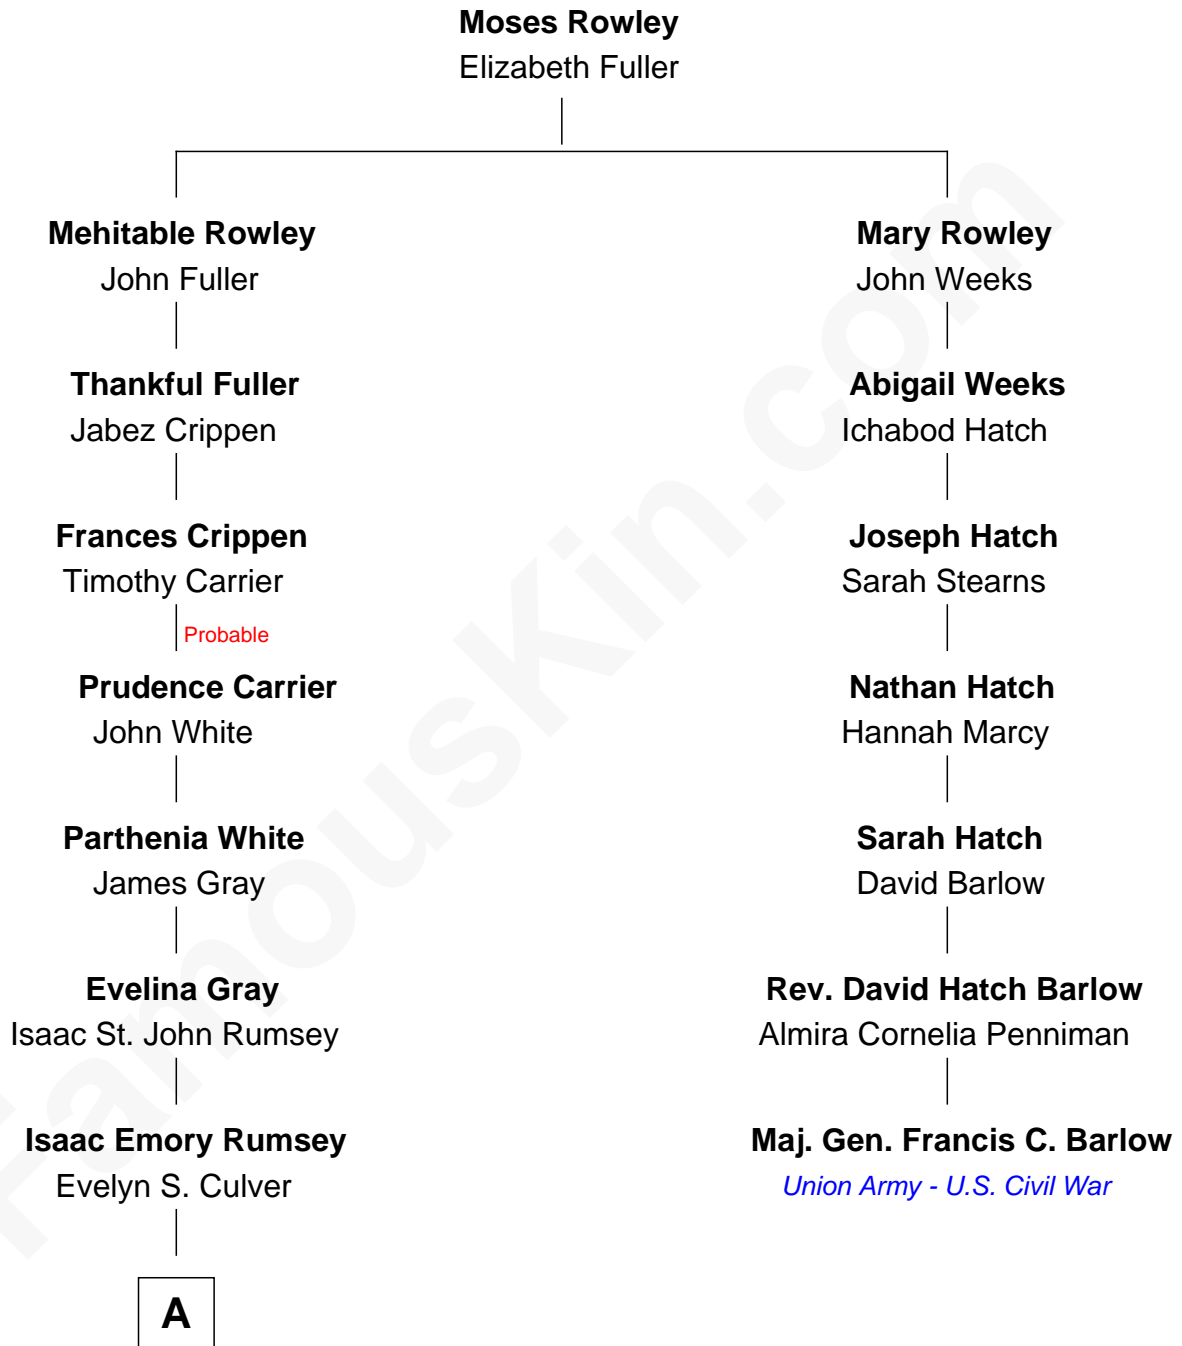 Moses Rowley
Elizabeth Fuller
Mehitable Rowley
John Fuller
Mary Rowley
John Weeks
Thankful Fuller
Jabez Crippen
Abigail Weeks
Ichabod Hatch
Frances Crippen
Timothy Carrier
Joseph Hatch
Sarah Stearns
Probable
Prudence Carrier
John White
Nathan Hatch
Hannah Marcy
Parthenia White
James Gray
Sarah Hatch
David Barlow
Evelina Gray
Isaac St. John Rumsey
Rev. David Hatch Barlow
Almira Cornelia Penniman
Isaac Emory Rumsey
Evelyn S. Culver
Maj. Gen. Francis C. Barlow
Union Army - U.S. Civil War
A
FamousKin.com